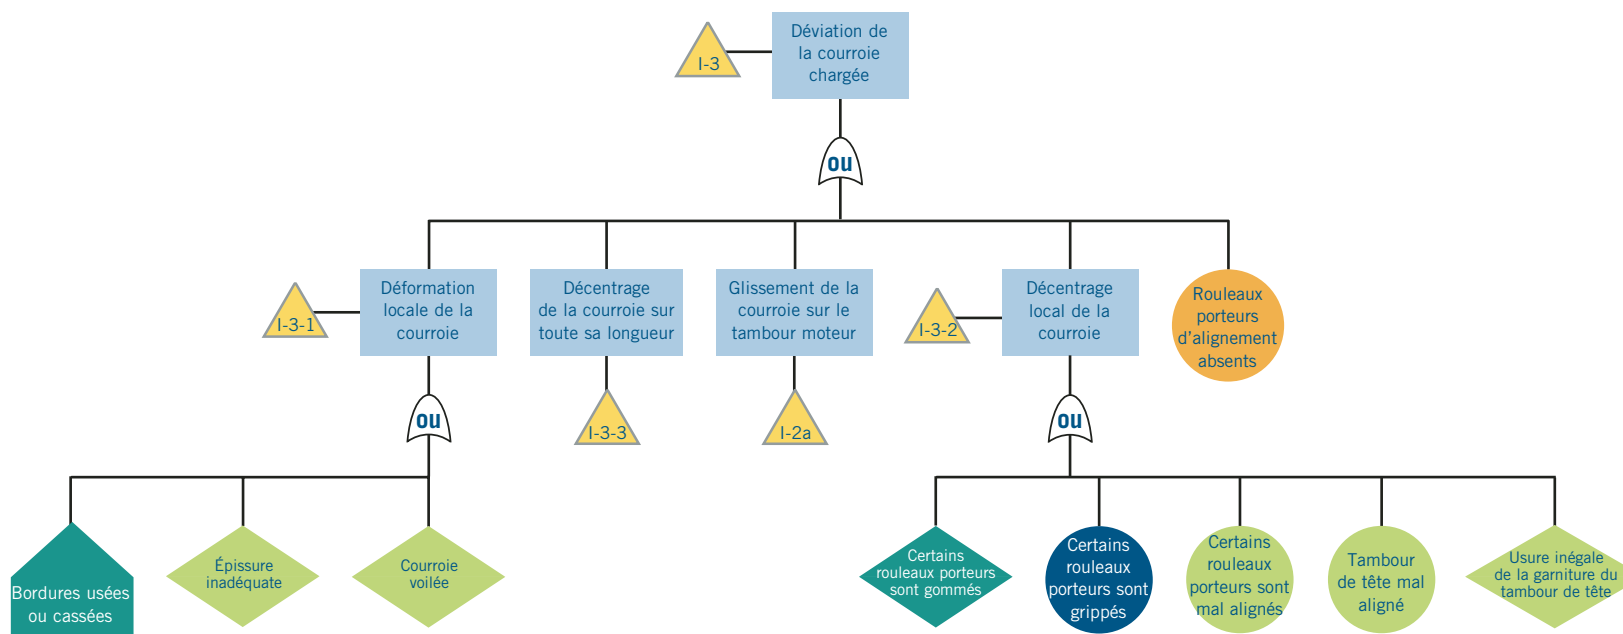 Déviation de
la courroie
chargée
I-3
ou
Déformation
locale de la
courroie
I-3-1
Décentrage
de la courroie sur
toute sa longueur
Glissement de la
courroie sur le
tambour moteur
Décentrage
local de la
courroie
I-3-2
Rouleaux
porteurs
d’alignement
absents
ou
I-3-3
I-2a
ou
Bordures usées
ou cassées
Épissure
inadéquate
Courroie
voilée
Certains
rouleaux porteurs
sont gommés
Certains
rouleaux
porteurs sont
grippés
Certains
rouleaux
porteurs sont
mal alignés
Tambour
de tête mal
aligné
Usure inégale
de la garniture du
tambour de tête